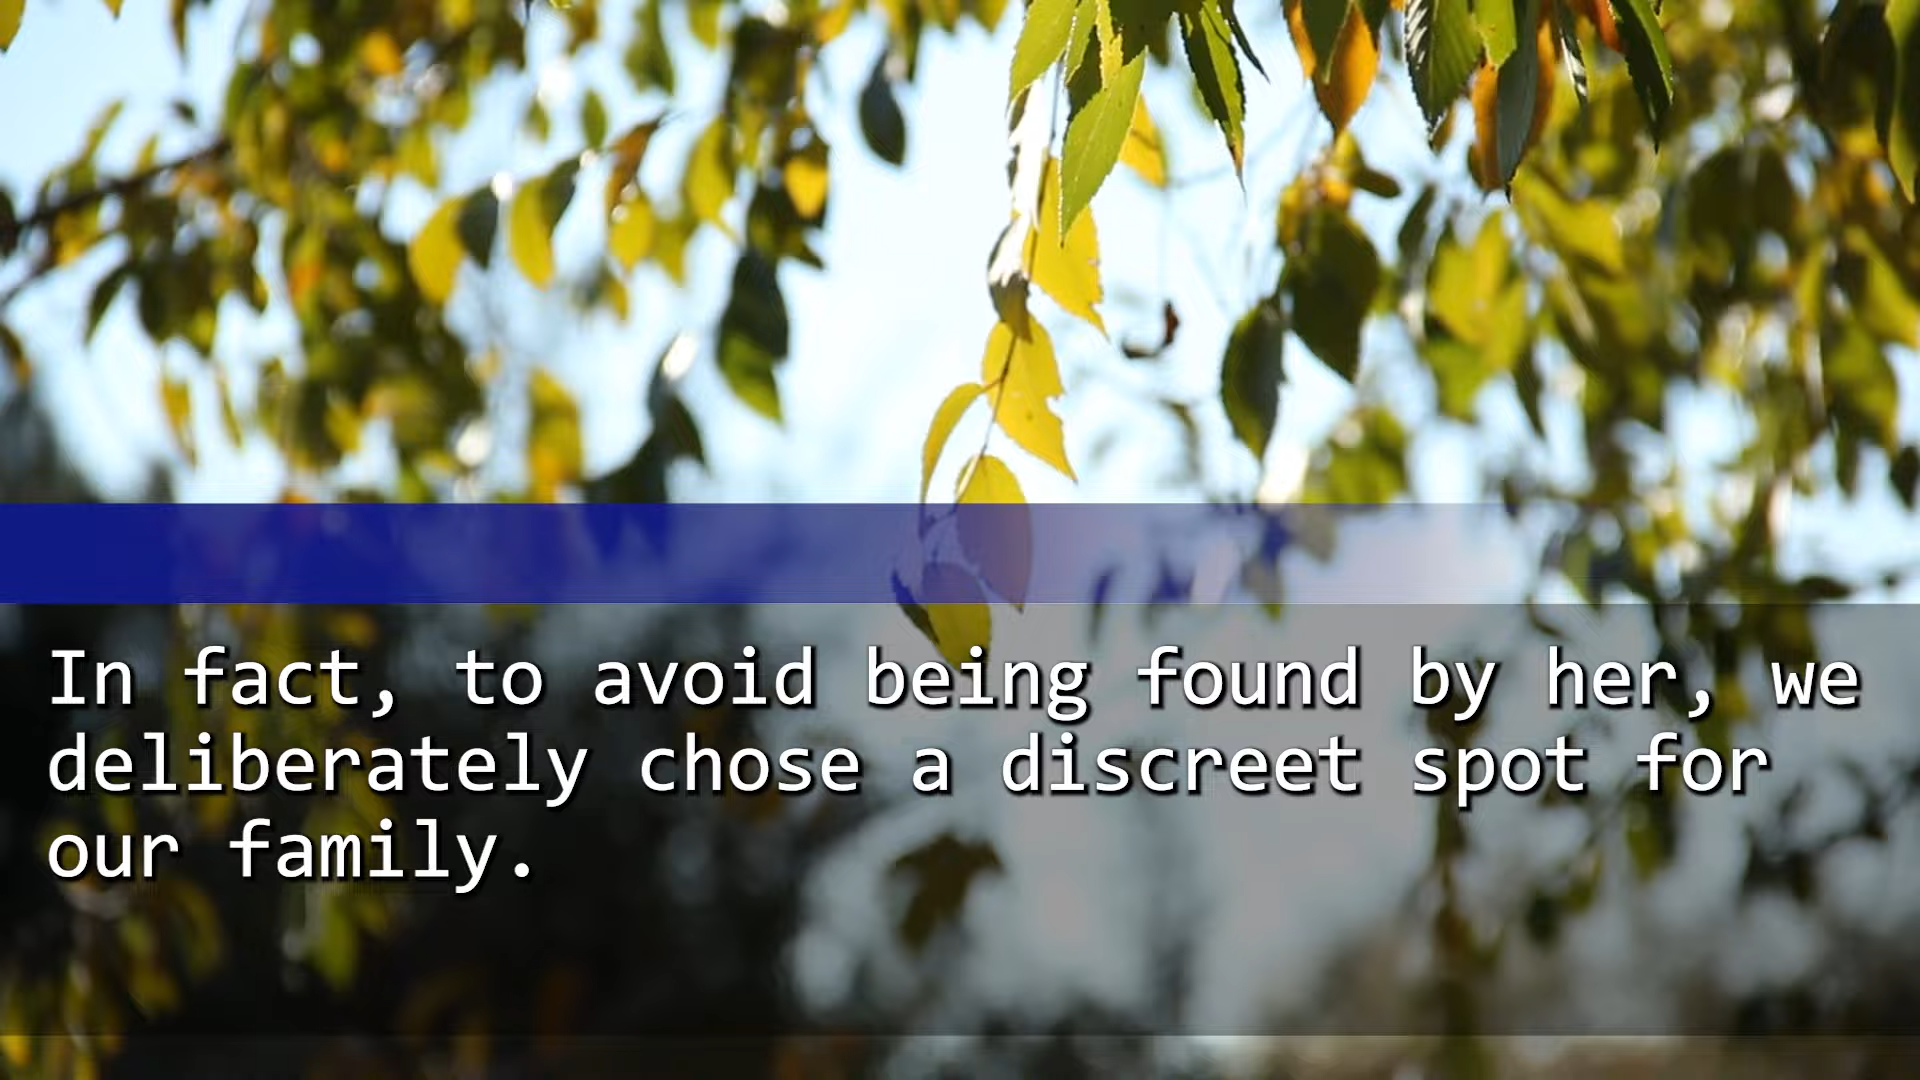 In fact, to avoid being found by her, we
deliberately chose a discreet spot for
our family.